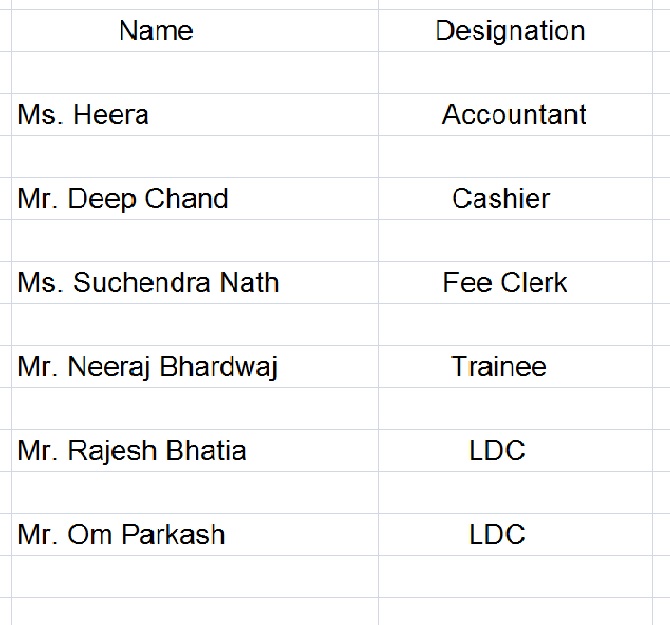 Name Designation
Ms. Heera Accountant
Mr. Deep Chand Cashier
Ms. Suchendra Nath Fee Clerk
Mr. Neeraj Bhardwaj Trainee
Mr. Rajesh Bhatia LDC
Mr. Om Parkash LDC